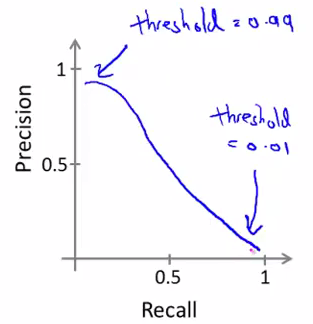 threshold = 0.99
1
Precision
threshold
= 0.01
0.5
0.5
1
Recall